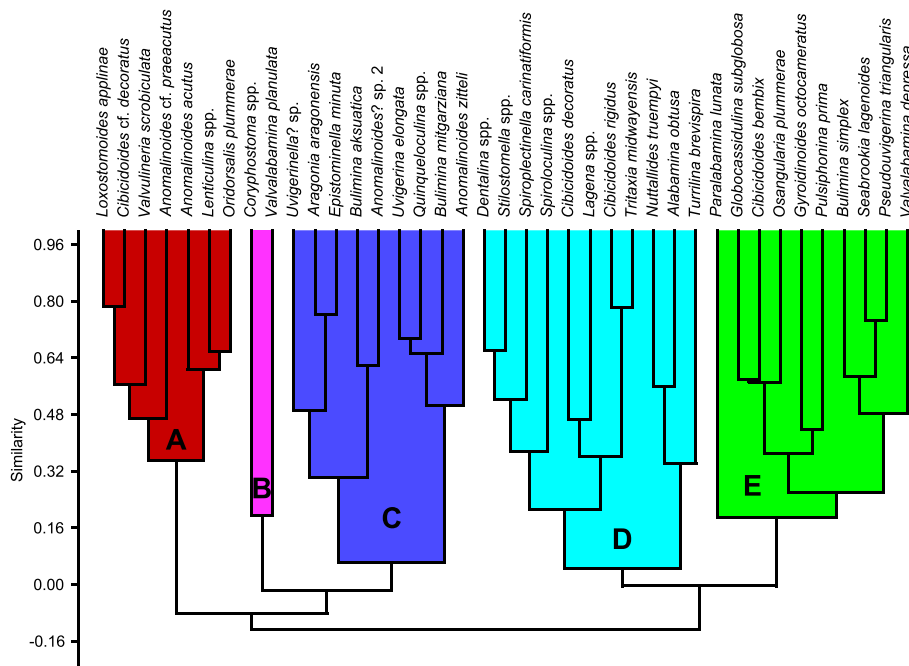 Loxostomoides applinae
Cibicidoides cf. decoratus
Valvulineria scrobiculata
Anomalinoides cf. praeacutus
Anomalinoides acutus
Lenticulina spp.
Oridorsalis plummerae
Coryphostoma spp.
Valvalabamina planulata
Uvigerinella? sp.
Aragonia aragonensis
Epistominella minuta
Bulimina aksuatica
Anomalinoides? sp. 2
Uvigerina elongata
Quinqueloculina spp.
Bulimina mitgarziana
Anomalinoides zitteli
Dentalina spp.
Stilostomella spp.
Spiroplectinella carinatiformis
Spiroloculina spp.
Cibicidoides decoratus
Lagena spp.
Cibicidoides rigidus
Tritaxia midwayensis
Nuttallides truempyi
Alabamina obtusa
Turrilina brevispira
Paralabamina lunata
Globocassidulina subglobosa
Cibicidoides bembix
Osangularia plummerae
Gyroidinoides octocameratus
Pulsiphonina prima
Bulimina simplex
Seabrookia lagenoides
Pseudouvigerina triangularis
Valvalabamina depressa
0.96
0.80
0.64
0.48
0.32
0.16
0.00
-0.16
Similarity
A
B
C
D
E